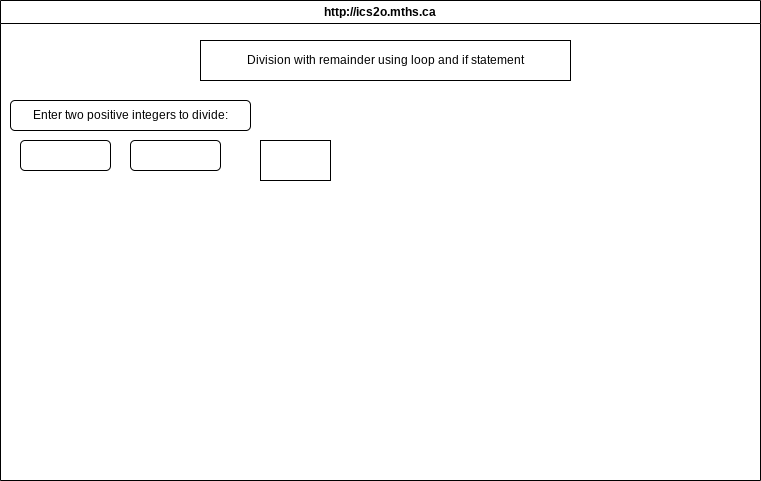 http://ics2o.mths.ca
Division with remainder using loop and if statement
Enter two positive integers to divide: